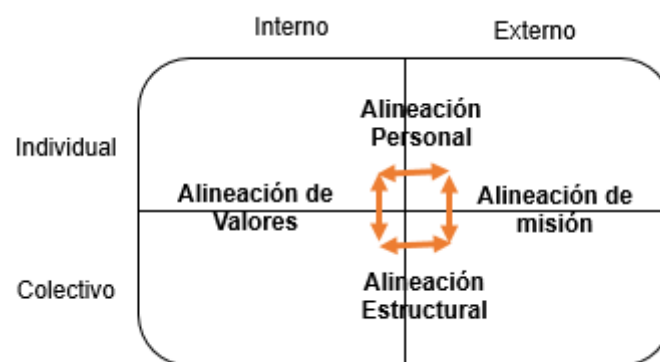 Interno
Externo
Individual
Alineación
Personal
Alineación de
Valores
Alineación de
misión
Colectivo
Alineación
Estructural